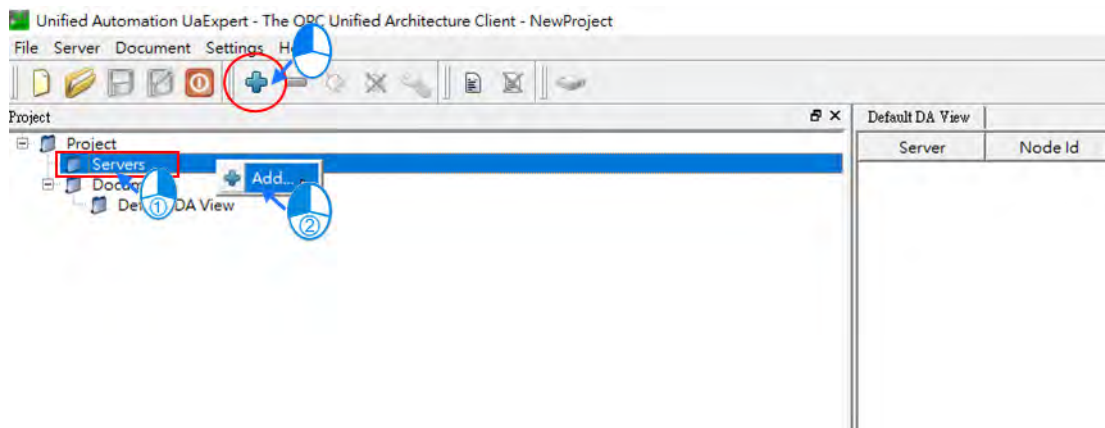 Unified Automation UaExpert - The OPC Unified Architecture Client - NewProject
File Server Document Settings
Project
Default DA View
Server Node Id
Project
Servers
Add...
①
DA View
②